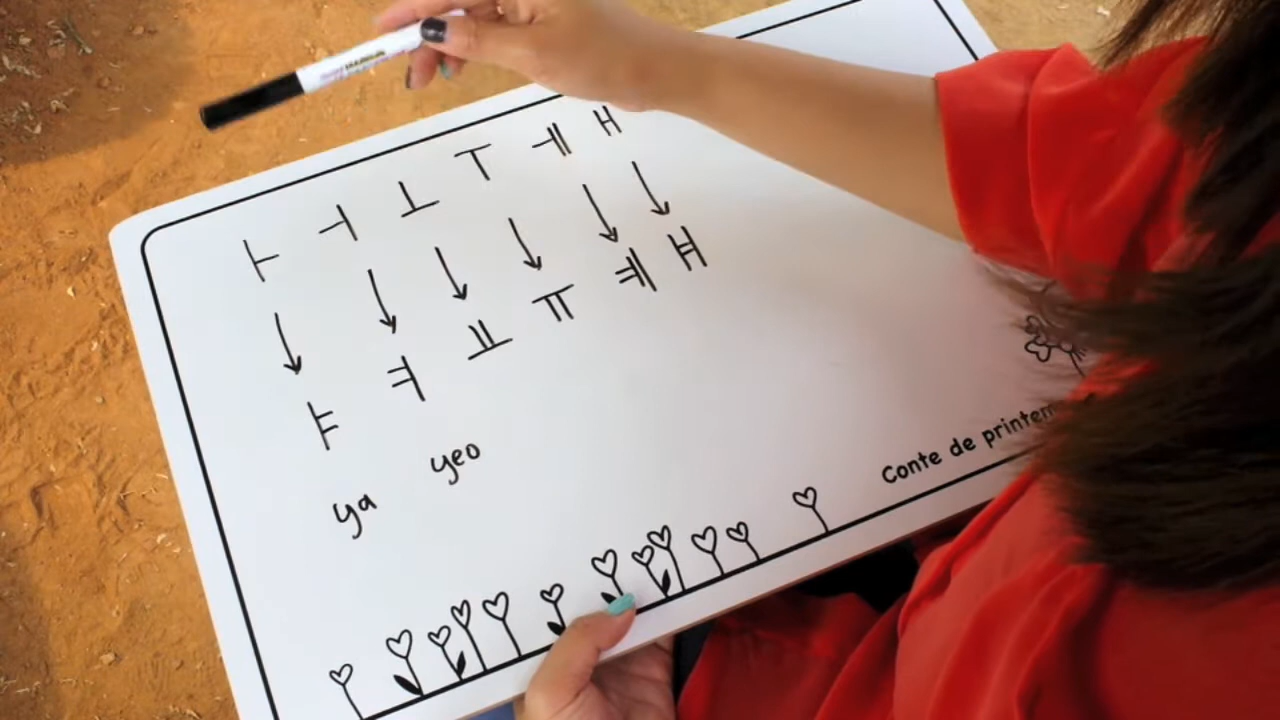 ㅏ ㅓ ㅗ ㅜ ㅔ ㅐ
↓ ↓ ↓ ↓ ↓ ↓
ㅑ ㅕ ㅛ ㅠ ㅖ ㅒ
ya yeo
Conte de